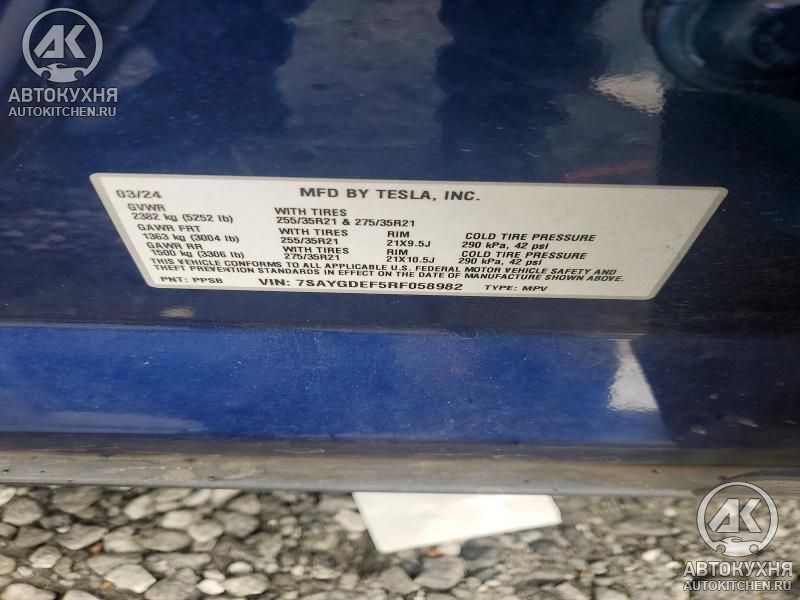 АК
АВТОКУХНЯ
AUTOKITCHEN.RU
03/24 MFD BY TESLA, INC.
GVWR
2382 kg (5252 lb) WITH TIRES
255/35R21 & 275/35R21
GAWR FRT
1363 kg (3004 lb) WITH TIRES
255/35R21 RIM
21X9.5J COLD TIRE PRESSURE
290 kPa, 42 psi
GAWR RR
1500 kg (3306 lb) WITH TIRES
275/35R21 RIM
21X10.5J COLD TIRE PRESSURE
290 kPa, 42 psi
THIS VEHICLE CONFORMS TO ALL APPLICABLE U.S. FEDERAL MOTOR VEHICLE SAFETY AND
THEFT PREVENTION STANDARDS IN EFFECT ON THE DATE OF MANUFACTURE SHOWN ABOVE.
PNT: PPSB VIN: 7SAYGDEF5RF058982 TYPE: MPV
АК
АВТОКУХНЯ
AUTOKITCHEN.RU